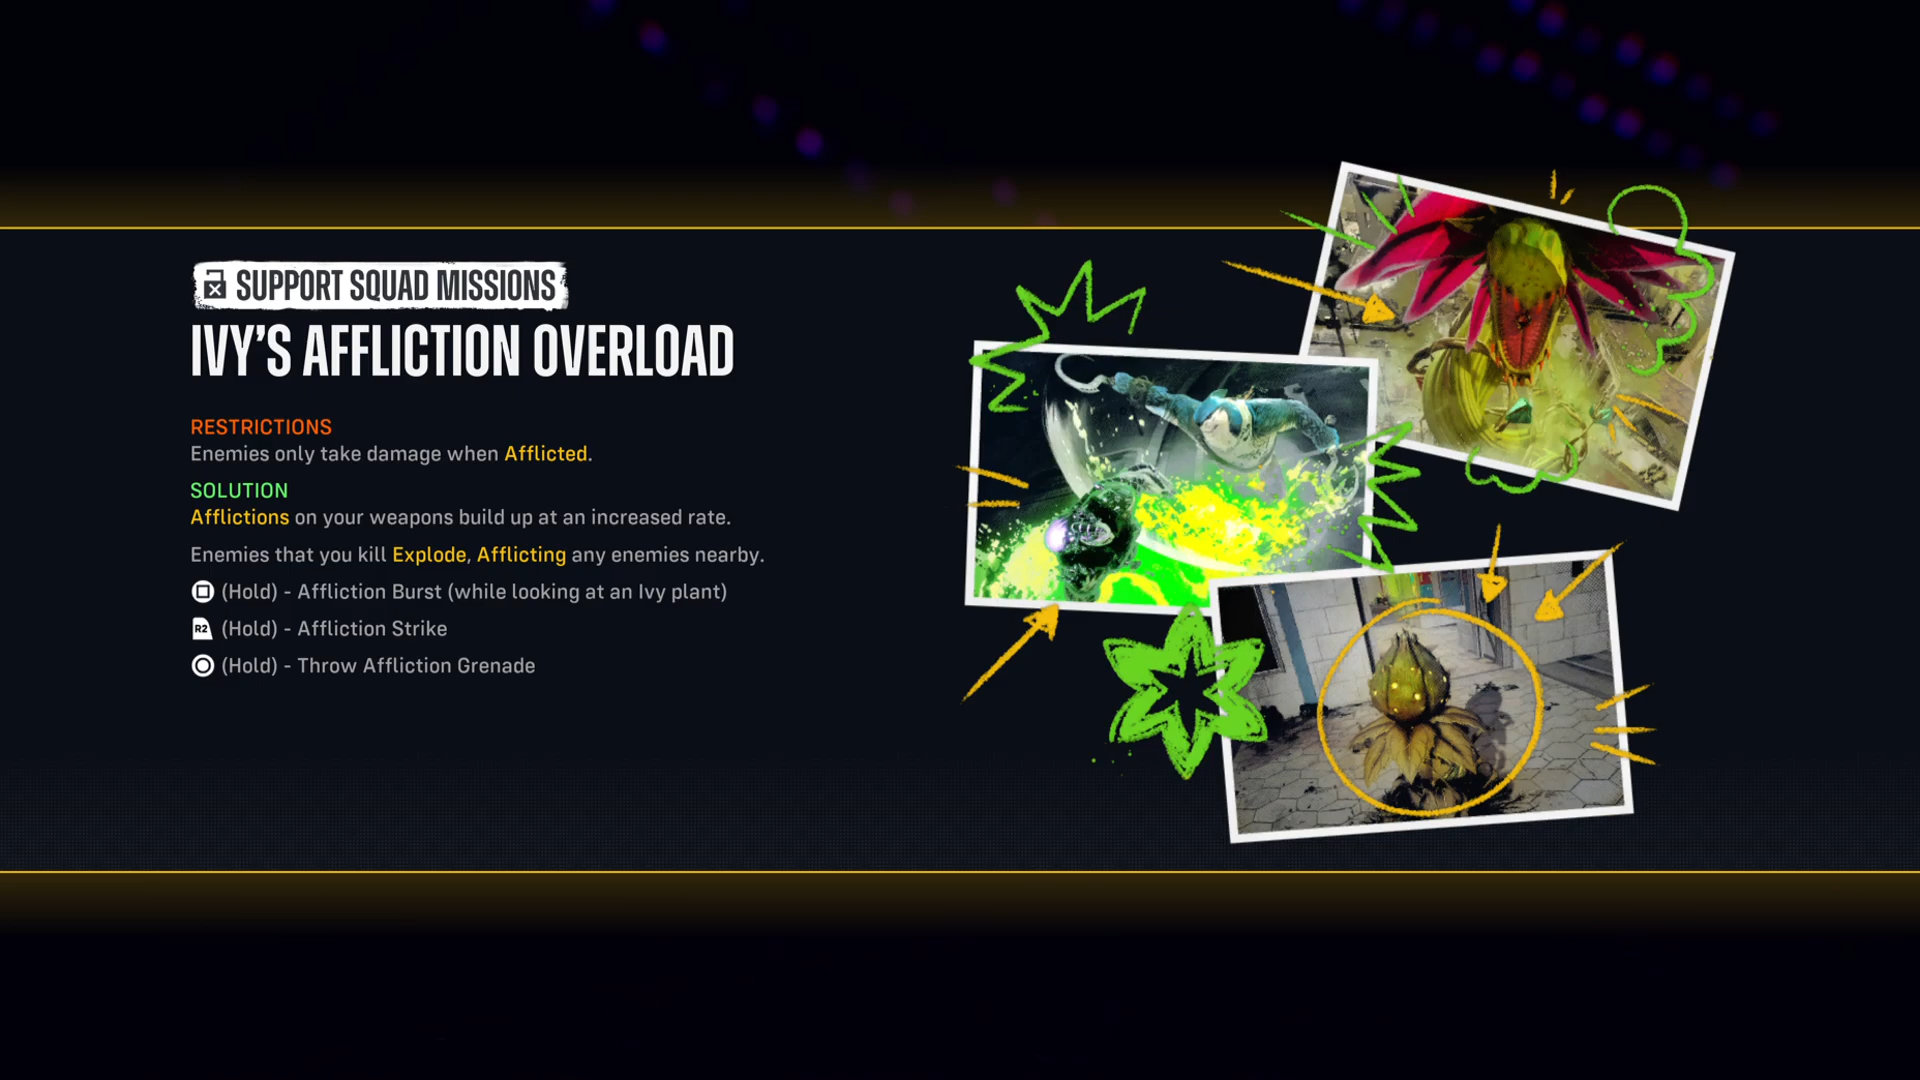 SUPPORT SQUAD MISSIONS
IVY’S AFFLICTION OVERLOAD
RESTRICTIONS
Enemies only take damage when Afflicted.
SOLUTION
Afflictions on your weapons build up at an increased rate.
Enemies that you kill Explode, Afflicting any enemies nearby.
(Hold) - Affliction Burst (while looking at an Ivy plant)
R2 (Hold) - Affliction Strike
(Hold) - Throw Affliction Grenade